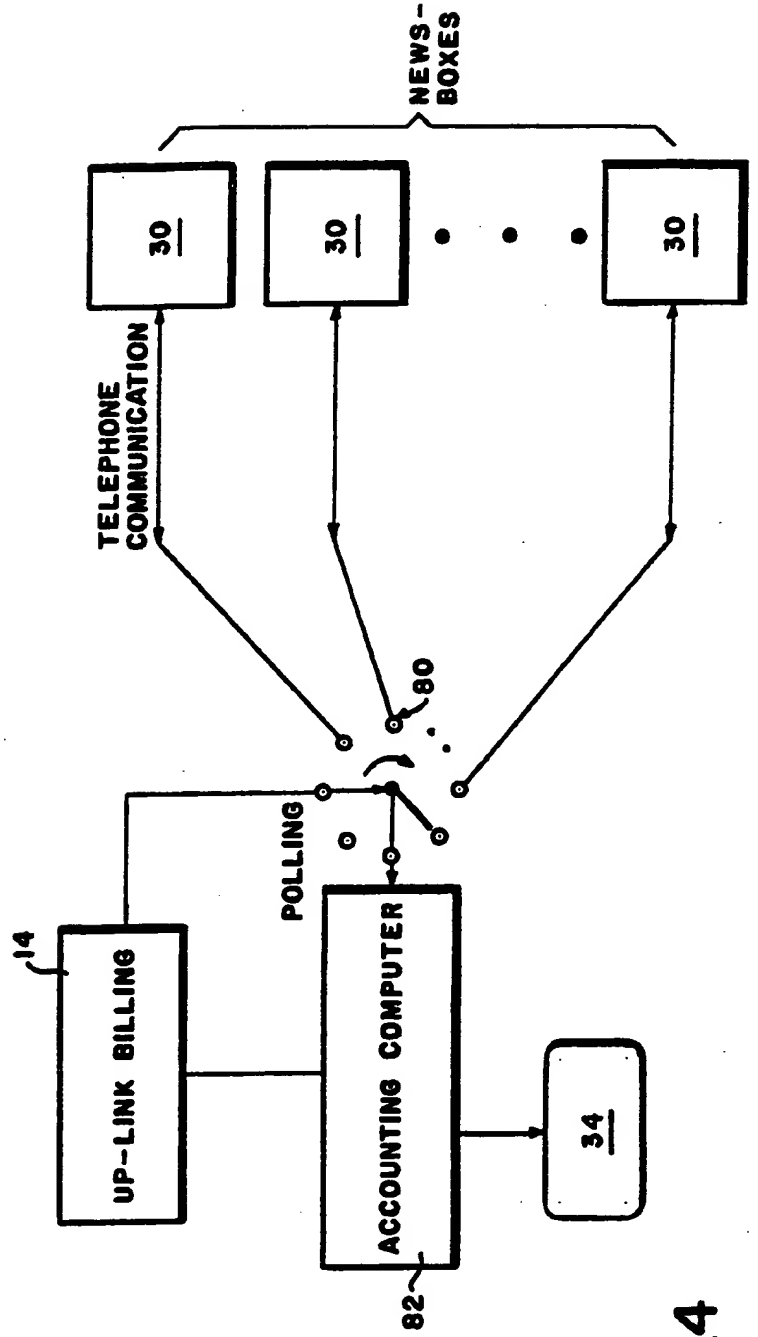 14
UP-LINK BILLING
POLLING
80
ACCOUNTING COMPUTER
82
34
TELEPHONE
COMMUNICATION
30
30
30
NEWS-
BOXES
4